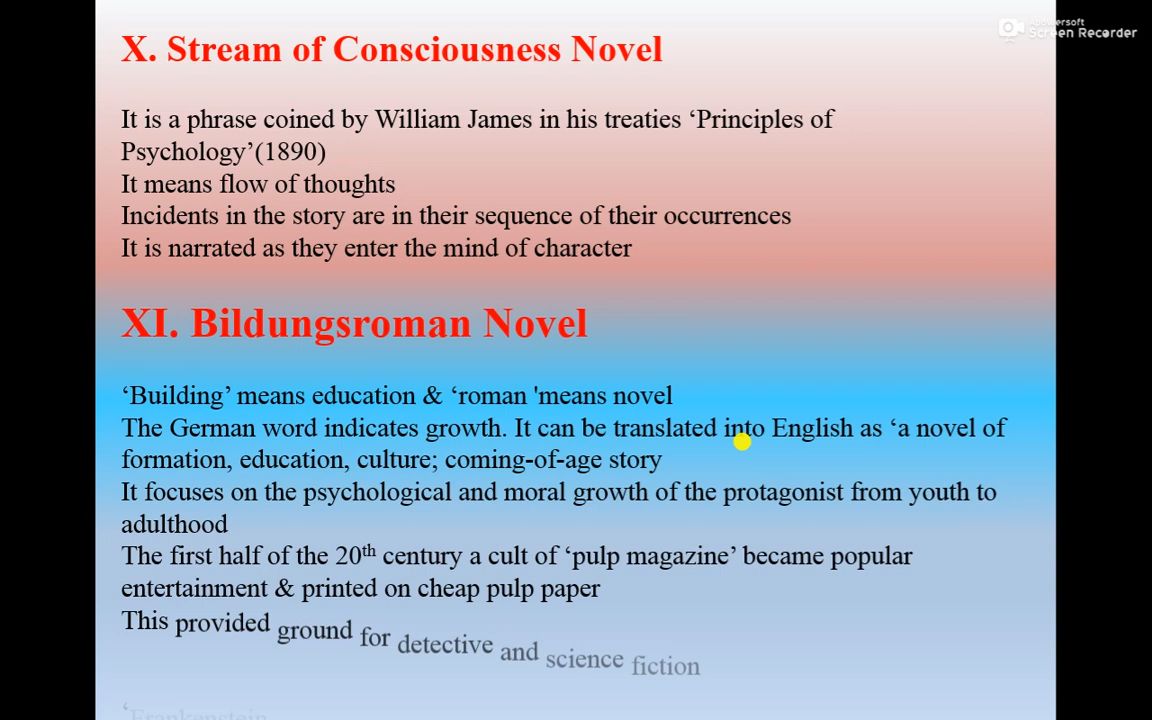 Apowersoft
Screen Recorder
X. Stream of Consciousness Novel
It is a phrase coined by William James in his treaties ‘Principles of
Psychology’(1890)
It means flow of thoughts
Incidents in the story are in their sequence of their occurrences
It is narrated as they enter the mind of character
XI. Bildungsroman Novel
‘Building’ means education & ‘roman 'means novel
The German word indicates growth. It can be translated into English as ‘a novel of
formation, education, culture; coming-of-age story
It focuses on the psychological and moral growth of the protagonist from youth to
adulthood
The first half of the 20th century a cult of ‘pulp magazine’ became popular
entertainment & printed on cheap pulp paper
This provided ground for detective and science fiction
‘Frankenstein